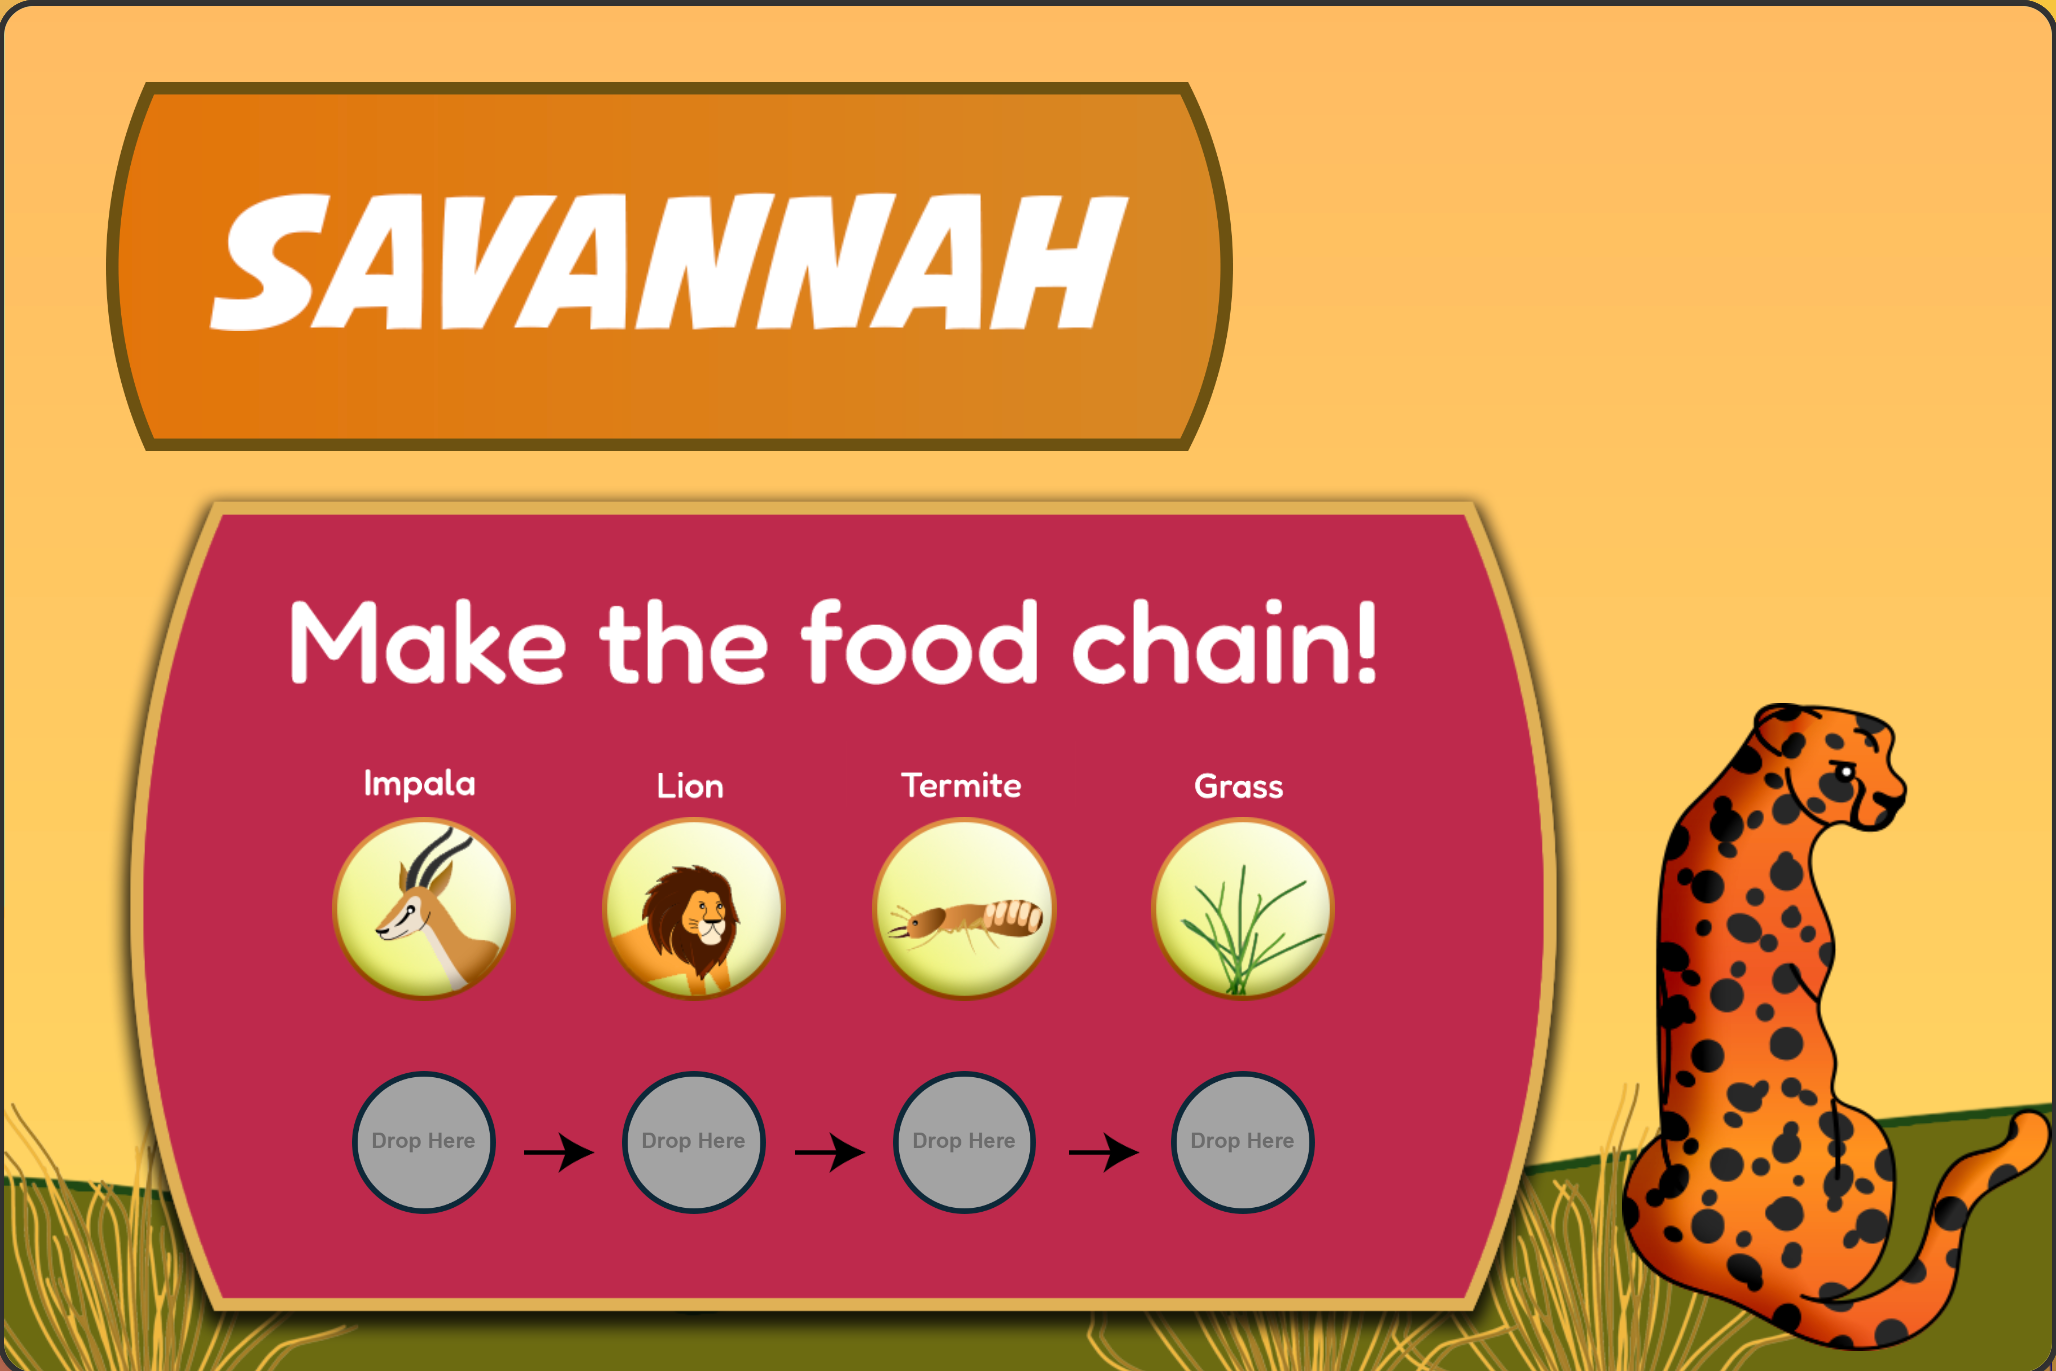 SAVANNAH
Make the food chain!
Impala Lion Termite Grass
Drop Here Drop Here Drop Here Drop Here